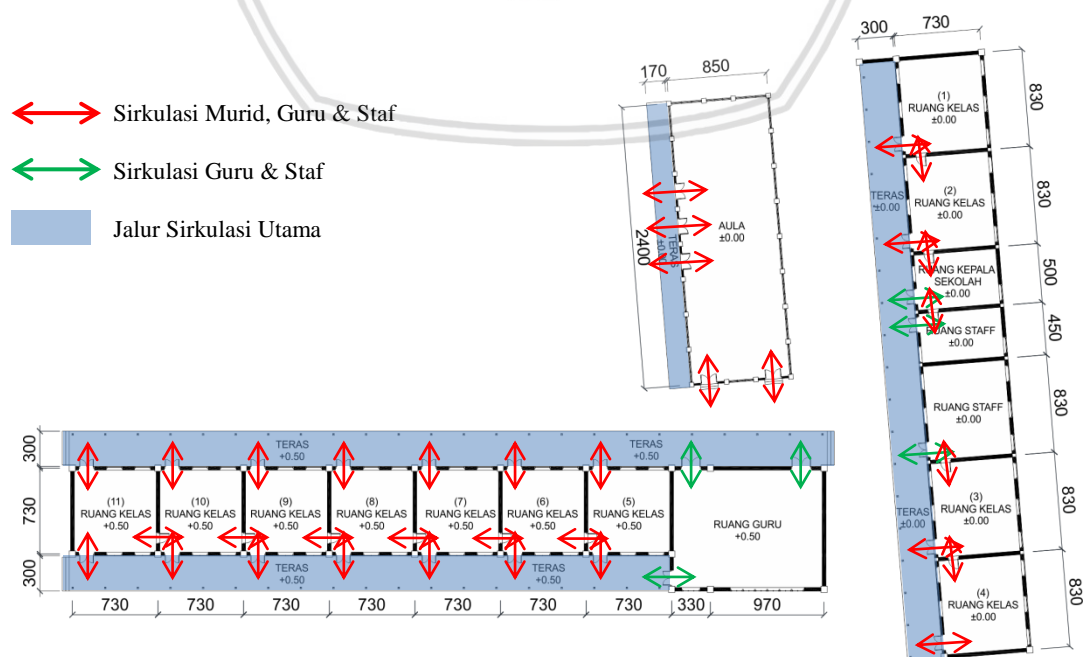 Sirkulasi Murid, Guru & Staf
Sirkulasi Guru & Staf
Jalur Sirkulasi Utama
170
850
2400
TERAS
AULA
±0.00
300
730
830
830
500
450
830
830
830
(1)
RUANG KELAS
±0.00
TERAS
±0.00
(2)
RUANG KELAS
±0.00
RUANG KEPALA
SEKOLAH
±0.00
RUANG STAFF
±0.00
RUANG STAFF
±0.00
(3)
RUANG KELAS
±0.00
TERAS
±0.00
(4)
RUANG KELAS
±0.00
300
730
300
TERAS
+0.50
TERAS
+0.50
(11)
RUANG KELAS
+0.50
(10)
RUANG KELAS
+0.50
(9)
RUANG KELAS
+0.50
(8)
RUANG KELAS
+0.50
(7)
RUANG KELAS
+0.50
(6)
RUANG KELAS
+0.50
(5)
RUANG KELAS
+0.50
RUANG GURU
+0.50
TERAS
+0.50
TERAS
+0.50
730
730
730
730
730
730
730
330
970